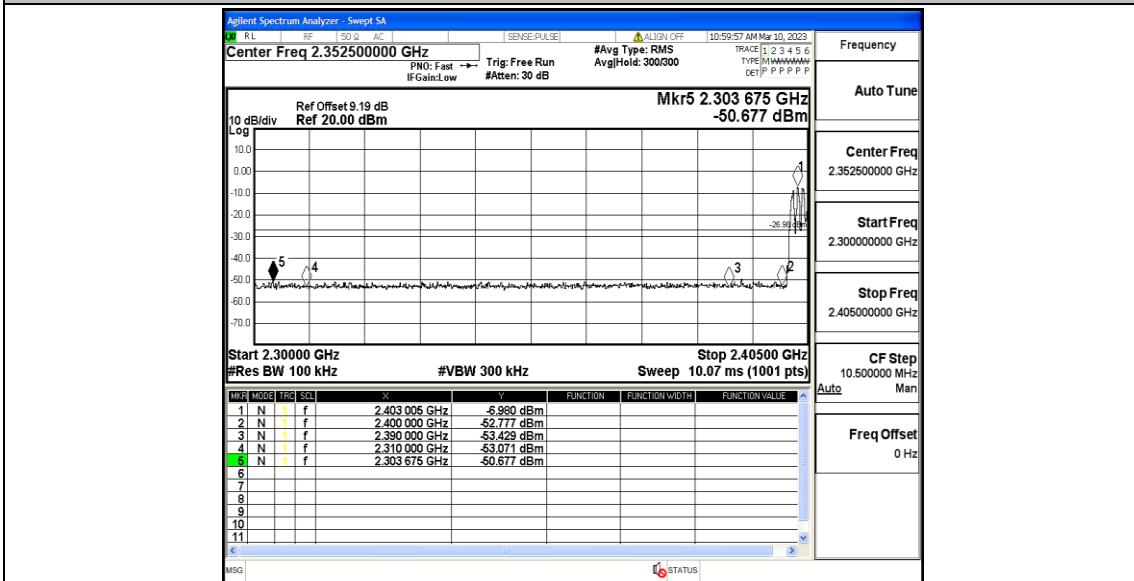 Agilent Spectrum Analyzer - Swept SA
RL RF 50 Ω AC SENSE:PULSE ALIGN OFF 10:59:57 AM Mar 10, 2023
Center Freq 2.352500000 GHz
PNO: Fast
IFGain:Low
Trig: Free Run
#Atten: 30 dB
#Avg Type: RMS
Avg|Hold: 300/300
TRACE 1 2 3 4 5 6
TYPE M
DET P P P P P P
Ref Offset 9.19 dB
10 dB/div Ref 20.00 dBm
Log
Mkr5 2.303 675 GHz
-50.677 dBm
10.0
0.00
-10.0
-20.0
-30.0
-40.0
-50.0
-60.0
-70.0
1
-26.98 dBm
5
4
3
2
Start 2.30000 GHz Stop 2.40500 GHz
#Res BW 100 kHz #VBW 300 kHz Sweep 10.07 ms (1001 pts)
MKR MODE TRC SCL X Y FUNCTION FUNCTION WIDTH FUNCTION VALUE
1 N 1 f 2.403 005 GHz -6.980 dBm
2 N 1 f 2.400 000 GHz -52.777 dBm
3 N 1 f 2.390 000 GHz -53.429 dBm
4 N 1 f 2.310 000 GHz -53.071 dBm
5 N 1 f 2.303 675 GHz -50.677 dBm
6
7
8
9
10
11
MSG STATUS
Frequency
Auto Tune
Center Freq
2.352500000 GHz
Start Freq
2.300000000 GHz
Stop Freq
2.405000000 GHz
CF Step
10.500000 MHz
Auto Man
Freq Offset
0 Hz